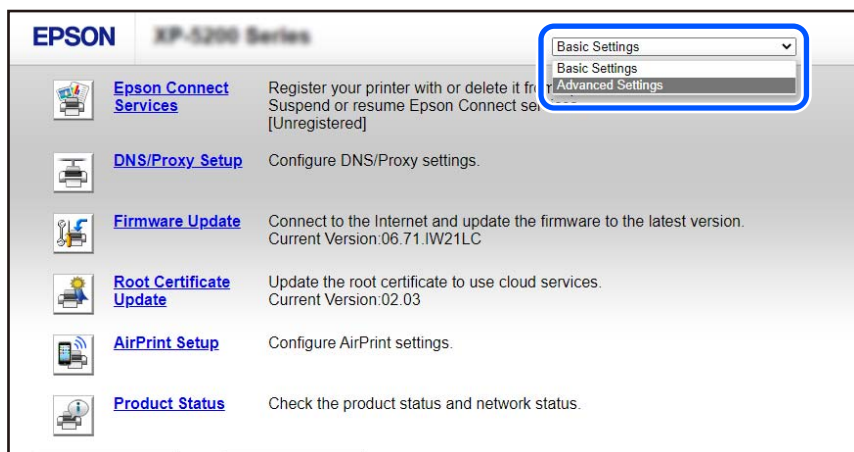 EPSON XP-5200 Series
Basic Settings
Basic Settings
Advanced Settings
Epson Connect Services
Register your printer with or delete it
Suspend or resume Epson Connect
[Unregistered]
DNS/Proxy Setup
Configure DNS/Proxy settings.
Firmware Update
Connect to the Internet and update the firmware to the latest version.
Current Version:06.71.IW21LC
Root Certificate
Update
Update the root certificate to use cloud services.
Current Version:02.03
AirPrint Setup
Configure AirPrint settings.
Product Status
Check the product status and network status.